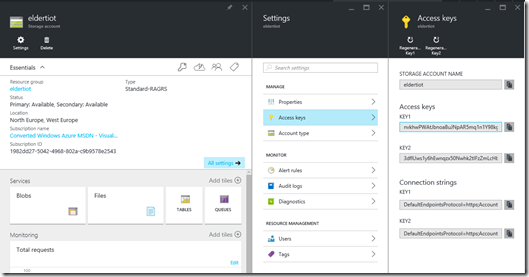 eldertiot
Storage account
Settings
Delete
Essentials
Resource group
eldertiot
Status
Primary: Available, Secondary: Available
Location
North Europe, West Europe
Subscription name
Converted Windows Azure MSDN - Visual...
Subscription ID
1982dd27-5042-4968-802a-c9b9578e2543
Type
Standard-RAGRS
All settings
Services
Add tiles
Blobs
Files
TABLES
QUEUES
Monitoring
Add tiles
Total requests
Edit
Settings
eldertiot
Search settings
MANAGE
Properties
Access keys
Account type
MONITOR
Alert rules
Audit logs
Diagnostics
RESOURCE MANAGEMENT
Users
Tags
Access keys
eldertiot
Regenera... Key1
Regenera... Key2
STORAGE ACCOUNT NAME
eldertiot
Access keys
KEY1
KEY2
Connection strings
KEY1
DefaultEndpointsProtocol=https;Account
KEY2
DefaultEndpointsProtocol=https;Account